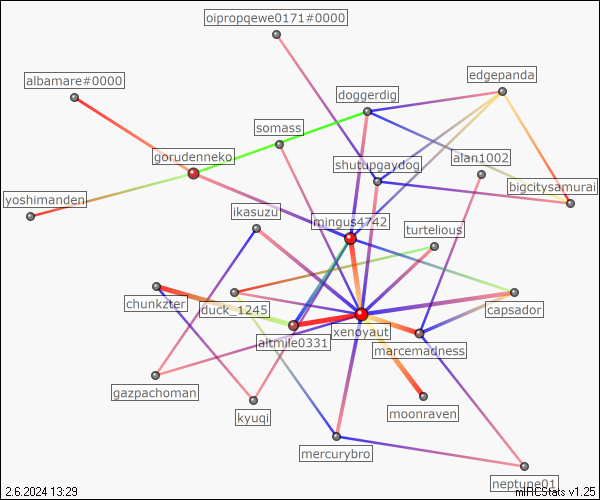 oipropqewe0171#0000
albamare#0000
edgepanda
doggerdig
somass
gorudenneko
shutupgaydog
alan1002
bigcitysamurai
yoshimanden
ikasuzu
mingus4742
turtelious
chunkzter
duck_1245
capsador
xenoyaut
altmile0331
marcemadness
gazpachoman
kyuqi
moonraven
mercurybro
neptune01
2.6.2024 13:29
mIRCStats v1.25